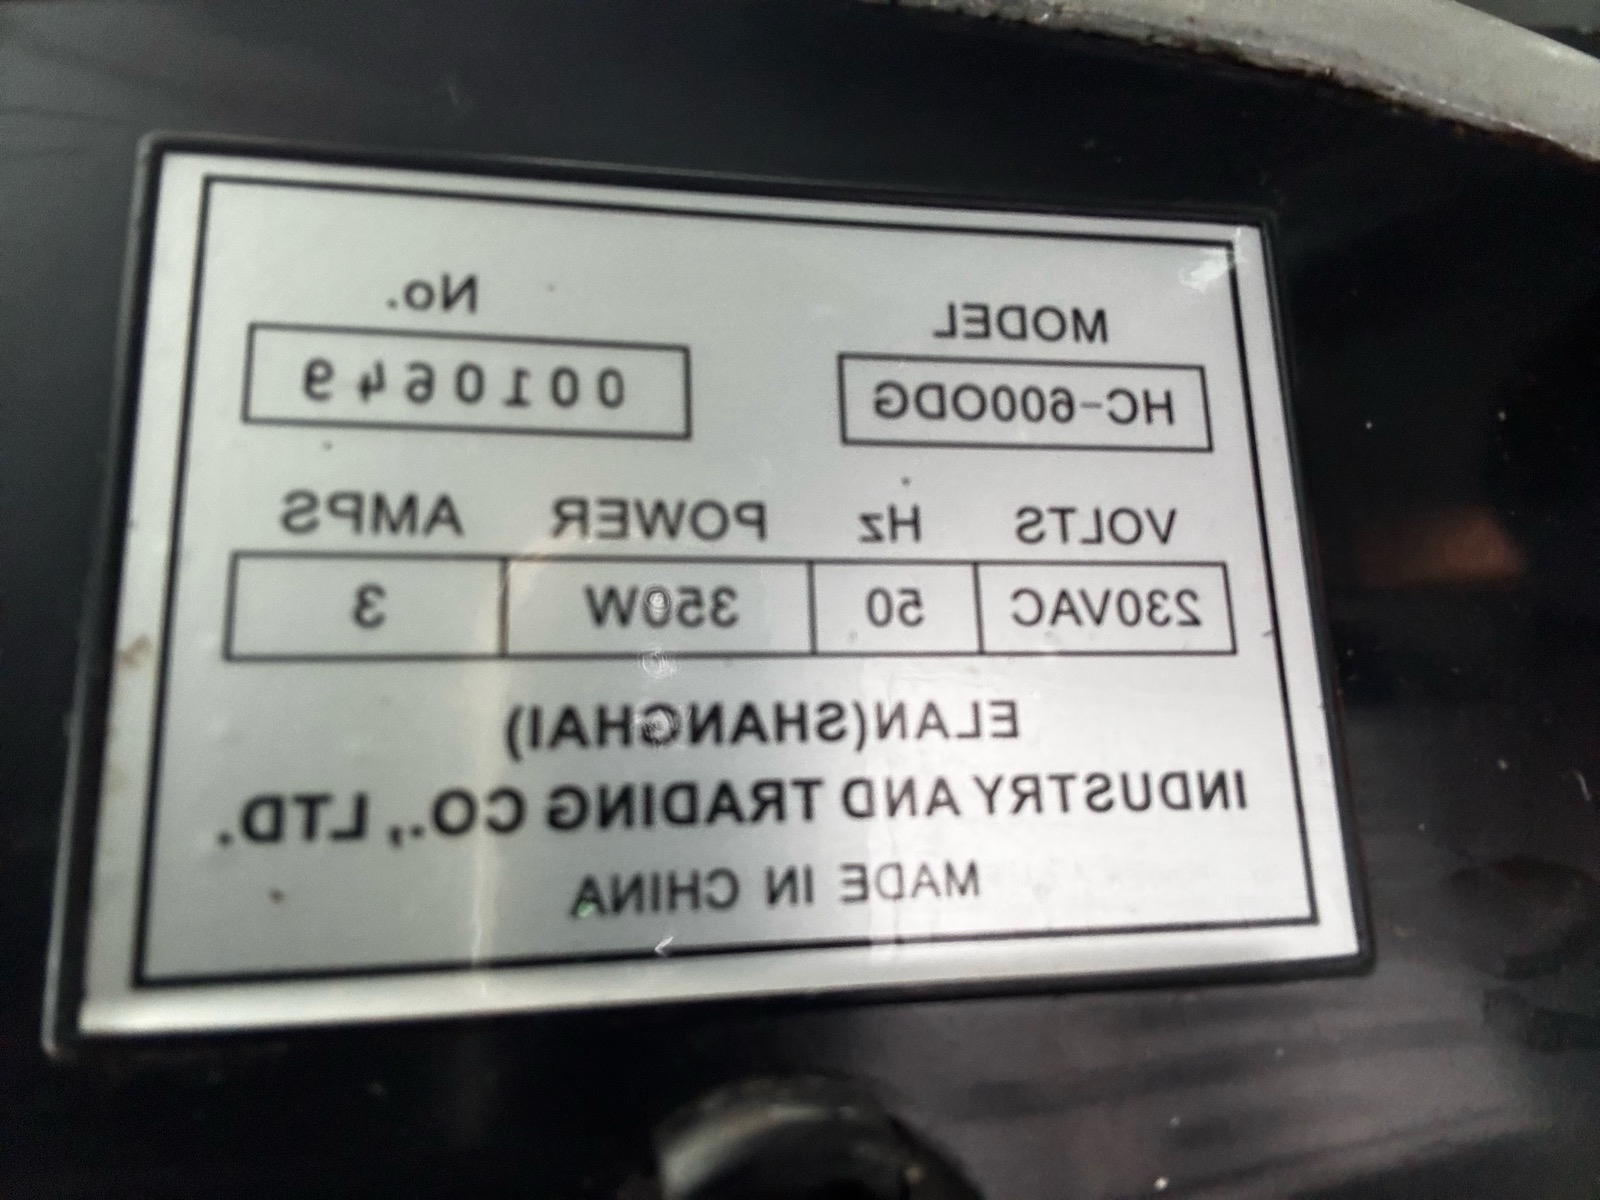 MODEL No.
HC-6000DG 0010649
VOLTS Hz POWER AMPS
230VAC 50 350W 3
ELAN(SHANGHAI)
INDUSTRY AND TRADING CO., LTD.
MADE IN CHINA